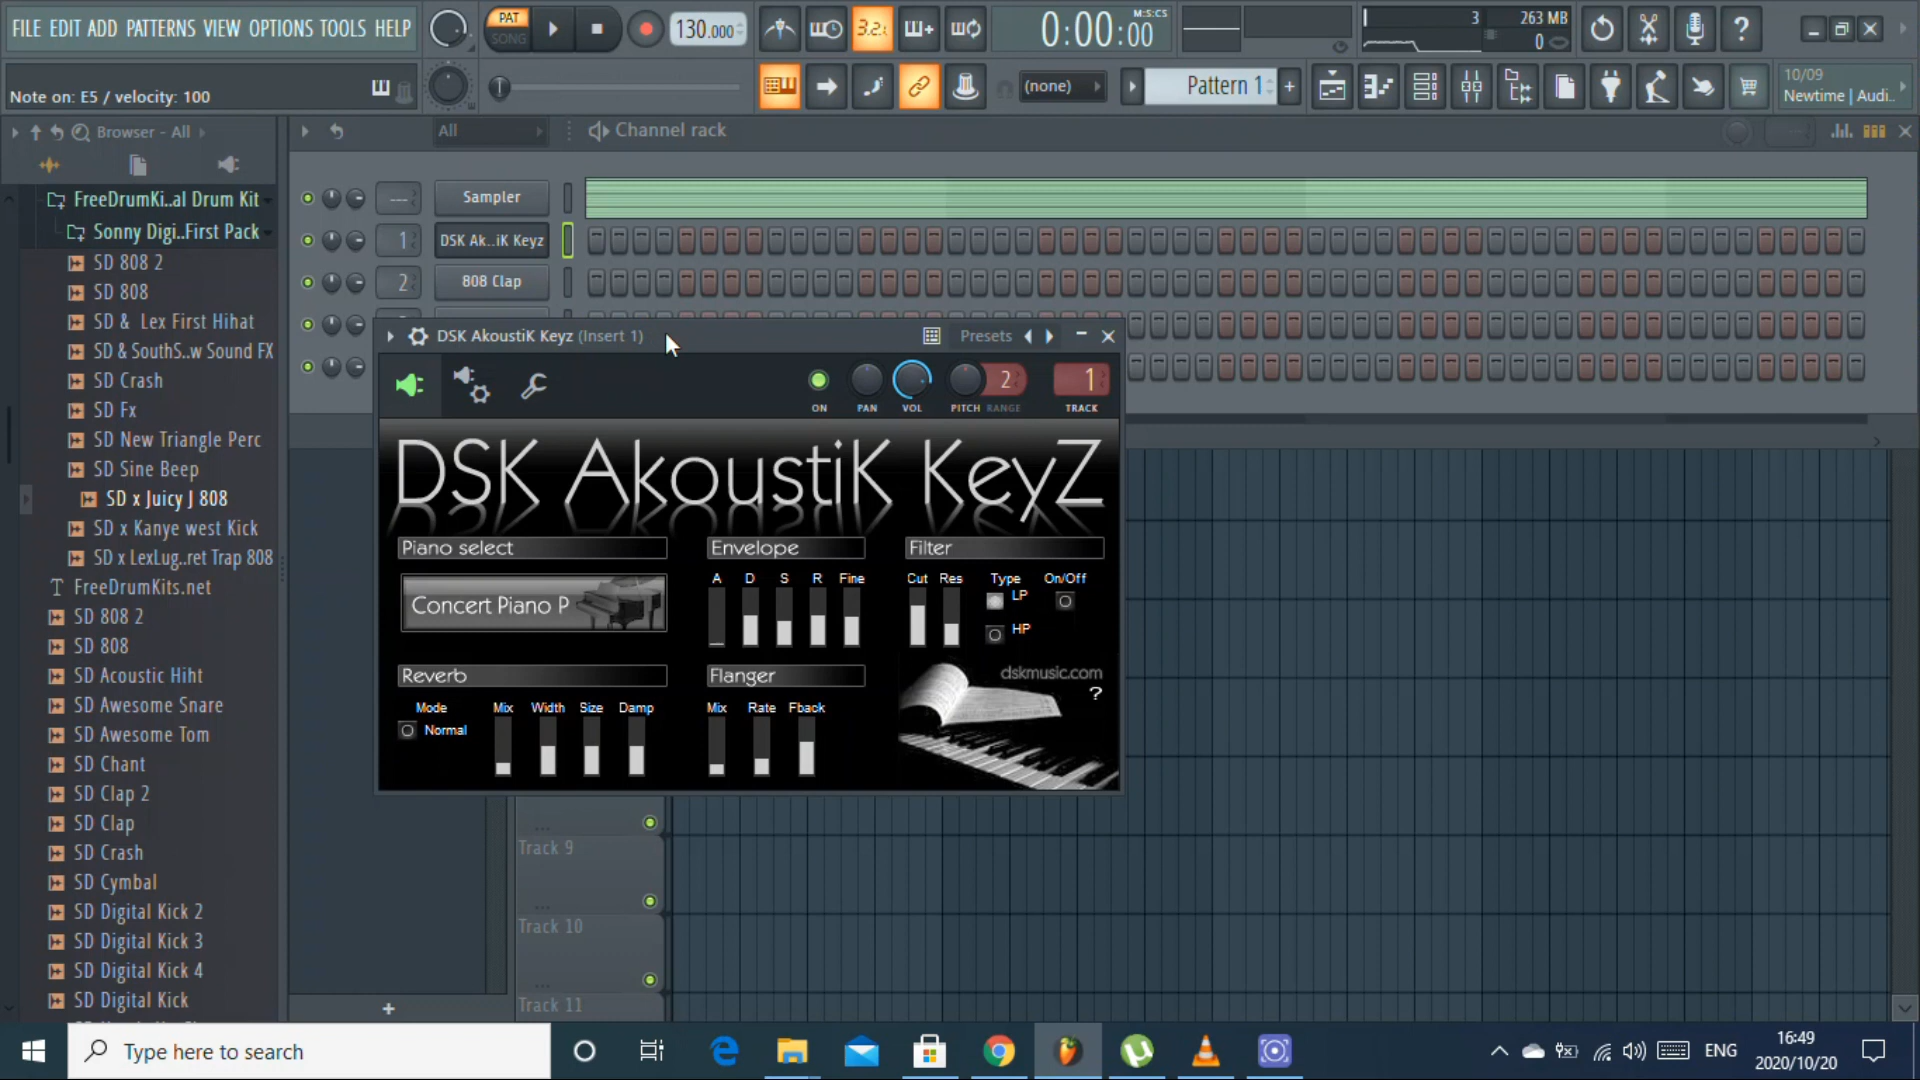 FILE EDIT ADD PATTERNS VIEW OPTIONS TOOLS HELP
PAT
SONG
130.000
3.2.
M:S:CS
0:00:00
3
263 MB
0
Note on: E5 / velocity: 100
(none)
Pattern 1
+
10/09
Newtime | Audi..
Browser - All
All
Channel rack
FreeDrumKi..al Drum Kit
Sonny Digi..First Pack
SD 808 2
SD 808
SD & Lex First Hihat
SD & SouthS..w Sound FX
SD Crash
SD Fx
SD New Triangle Perc
SD Sine Beep
SD x Juicy J 808
SD x Kanye west Kick
SD x LexLug..ret Trap 808
FreeDrumKits.net
SD 808 2
SD 808
SD Acoustic Hiht
SD Awesome Snare
SD Awesome Tom
SD Chant
SD Clap 2
SD Clap
SD Crash
SD Cymbal
SD Digital Kick 2
SD Digital Kick 3
SD Digital Kick 4
SD Digital Kick
--- Sampler
1 DSK Ak..iK Keyz
2 808 Clap
DSK AkoustiK Keyz (Insert 1)
Presets
ON
PAN
VOL
PITCH
RANGE
2
1
TRACK
DSK AkoustiK KeyZ
Piano select
Concert Piano P
Envelope
A D S R Fine
Filter
Cut Res Type On/Off
LP
HP
Reverb
Mode
Normal
Mix Width Size Damp
Flanger
Mix Rate Fback
dskmusic.com
?
Track 9
Track 10
Track 11
+
Type here to search
ENG
16:49
2020/10/20